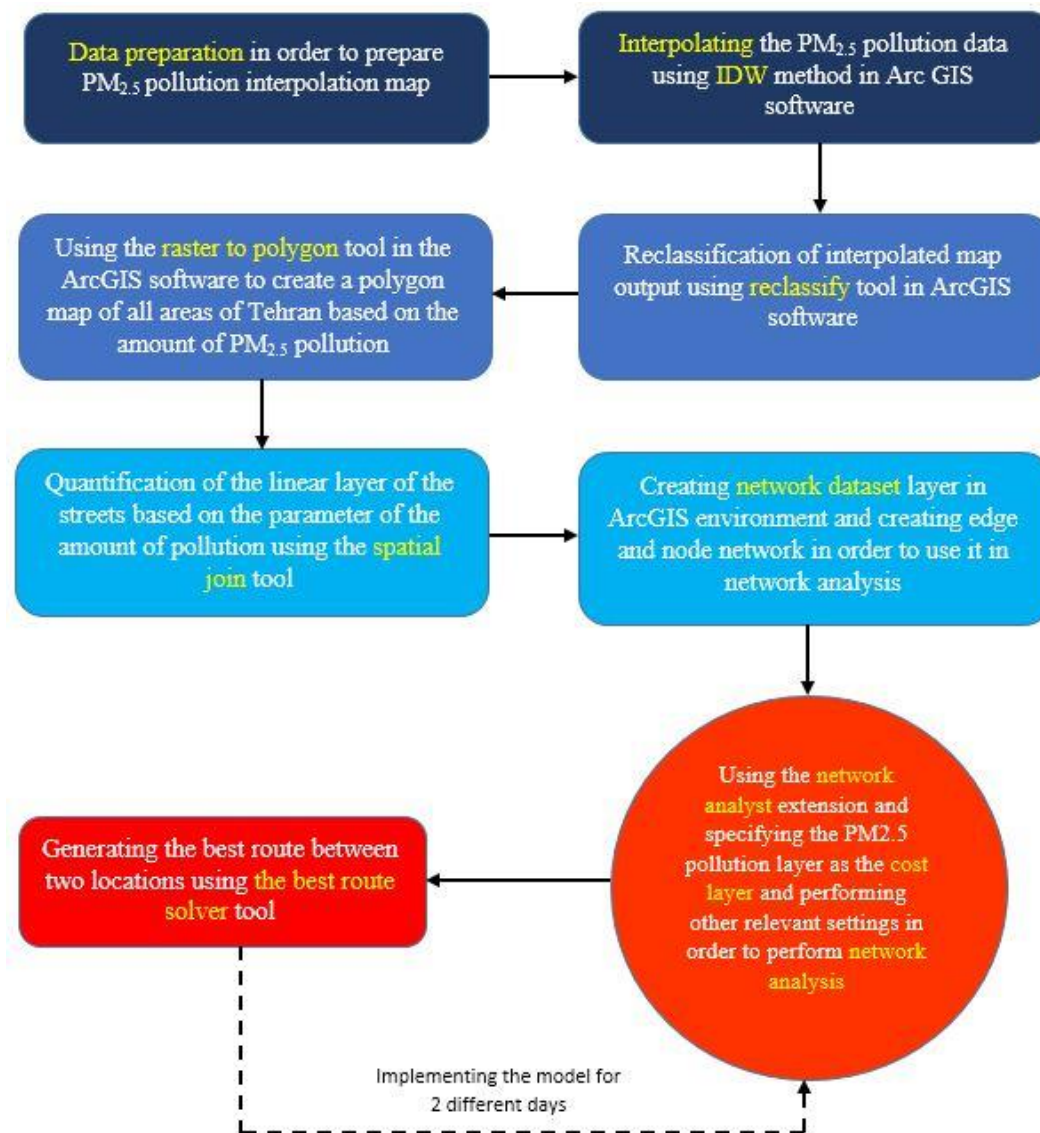 Data preparation in order to prepare
PM2.5 pollution interpolation map
Interpolating the PM2.5 pollution data
using IDW method in Arc GIS
software
Using the raster to polygon tool in the
ArcGIS software to create a polygon
map of all areas of Tehran based on the
amount of PM2.5 pollution
Reclassification of interpolated map
output using reclassify tool in ArcGIS
software
Quantification of the linear layer of the
streets based on the parameter of the
amount of pollution using the spatial
join tool
Creating network dataset layer in
ArcGIS environment and creating edge
and node network in order to use it in
network analysis
Using the network
analyst extension and
specifying the PM2.5
pollution layer as the cost
layer and performing
other relevant settings in
order to perform network
analysis
Generating the best route between
two locations using the best route
solver tool
Implementing the model for
2 different days